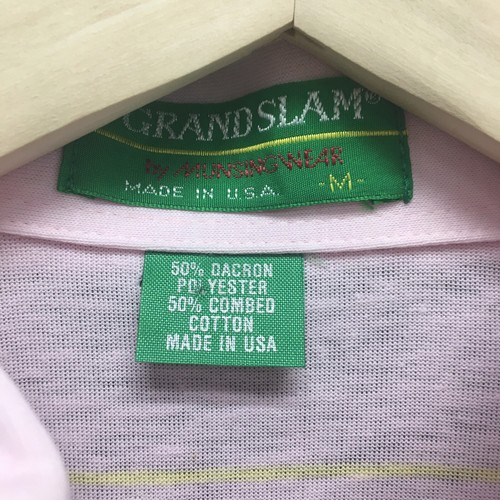 GRAND SLAM®
by MUNSINGWEAR
MADE IN U.S.A. -M-
50% DACRON
POLYESTER
50% COMBED
COTTON
MADE IN USA